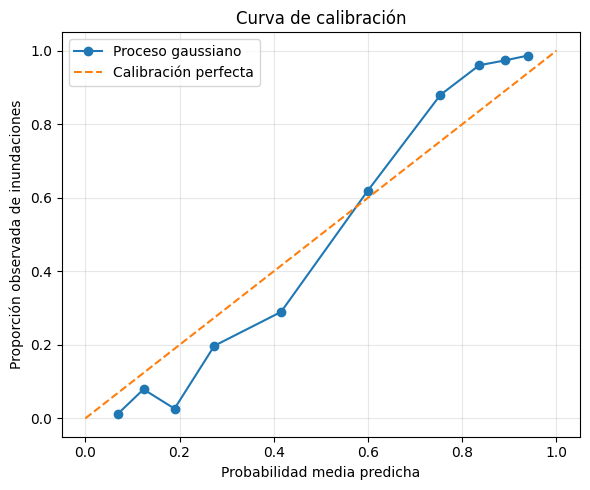 Curva de calibración
Proceso gaussiano
Calibración perfecta
Proporción observada de inundaciones
1.0
0.8
0.6
0.4
0.2
0.0
0.0 0.2 0.4 0.6 0.8 1.0
Probabilidad media predicha